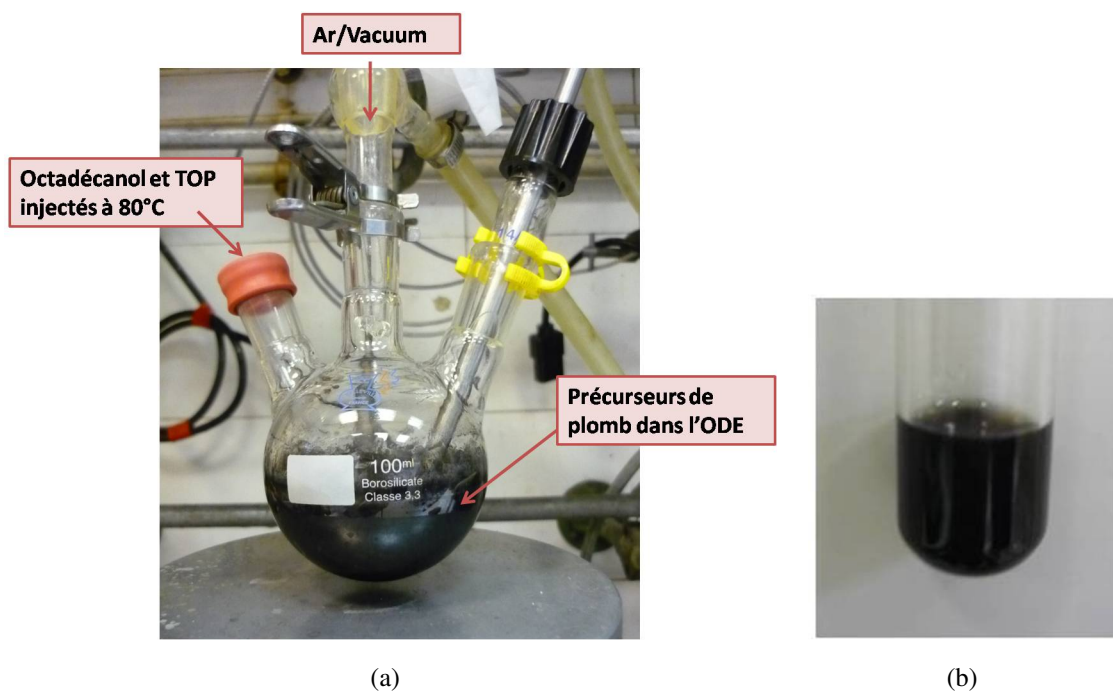 Ar/Vacuum
Octadécanol et TOP
injectés à 80°C
Précurseurs de
plomb dans l'ODE
100ml
Borosilicate
Classe 3.3
(a)
(b)